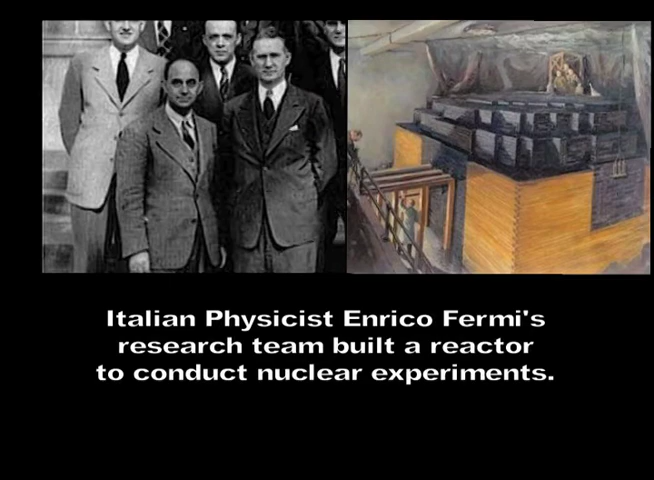 Italian Physicist Enrico Fermi's
research team built a reactor
to conduct nuclear experiments.